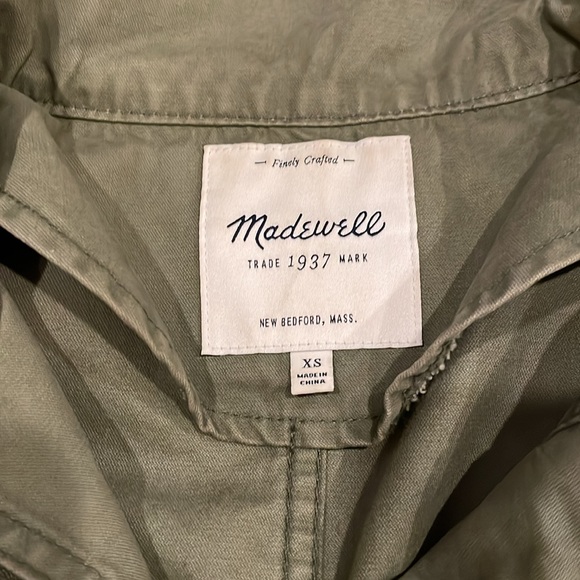 Finely Crafted
Madewell
TRADE 1937 MARK
NEW BEDFORD, MASS.
XS
MADE IN
CHINA